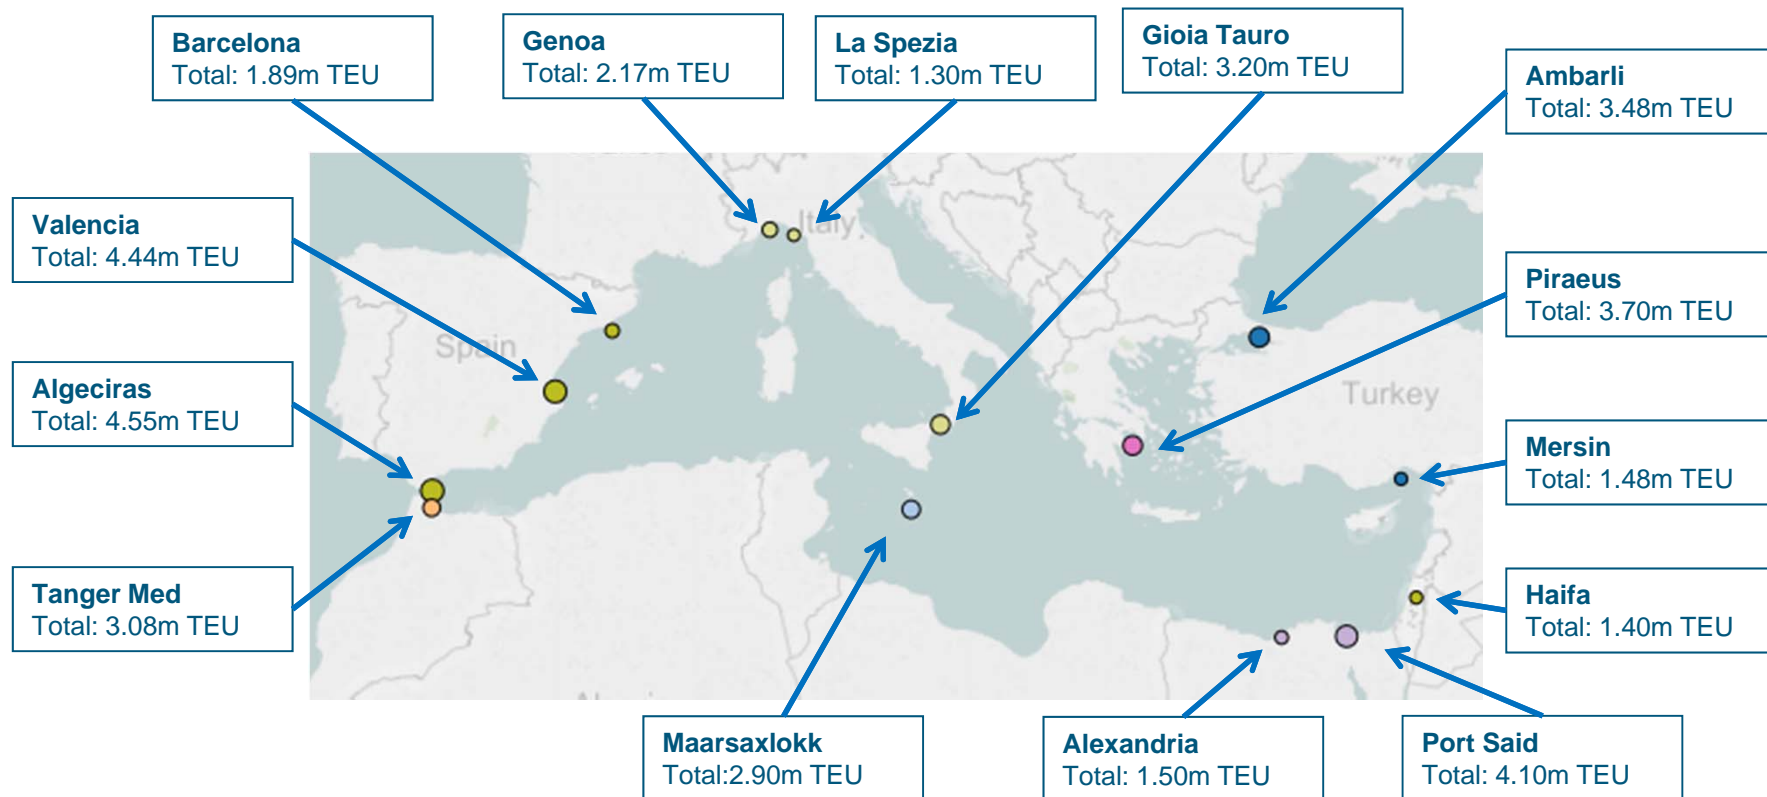 Barcelona
Total: 1.89m TEU
Genoa
Total: 2.17m TEU
La Spezia
Total: 1.30m TEU
Gioia Tauro
Total: 3.20m TEU
Ambarli
Total: 3.48m TEU
Valencia
Total: 4.44m TEU
Italy
Piraeus
Total: 3.70m TEU
Spain
Algeciras
Total: 4.55m TEU
Turkey
Mersin
Total: 1.48m TEU
Tanger Med
Total: 3.08m TEU
Haifa
Total: 1.40m TEU
Maarsaxlokk
Total:2.90m TEU
Alexandria
Total: 1.50m TEU
Port Said
Total: 4.10m TEU